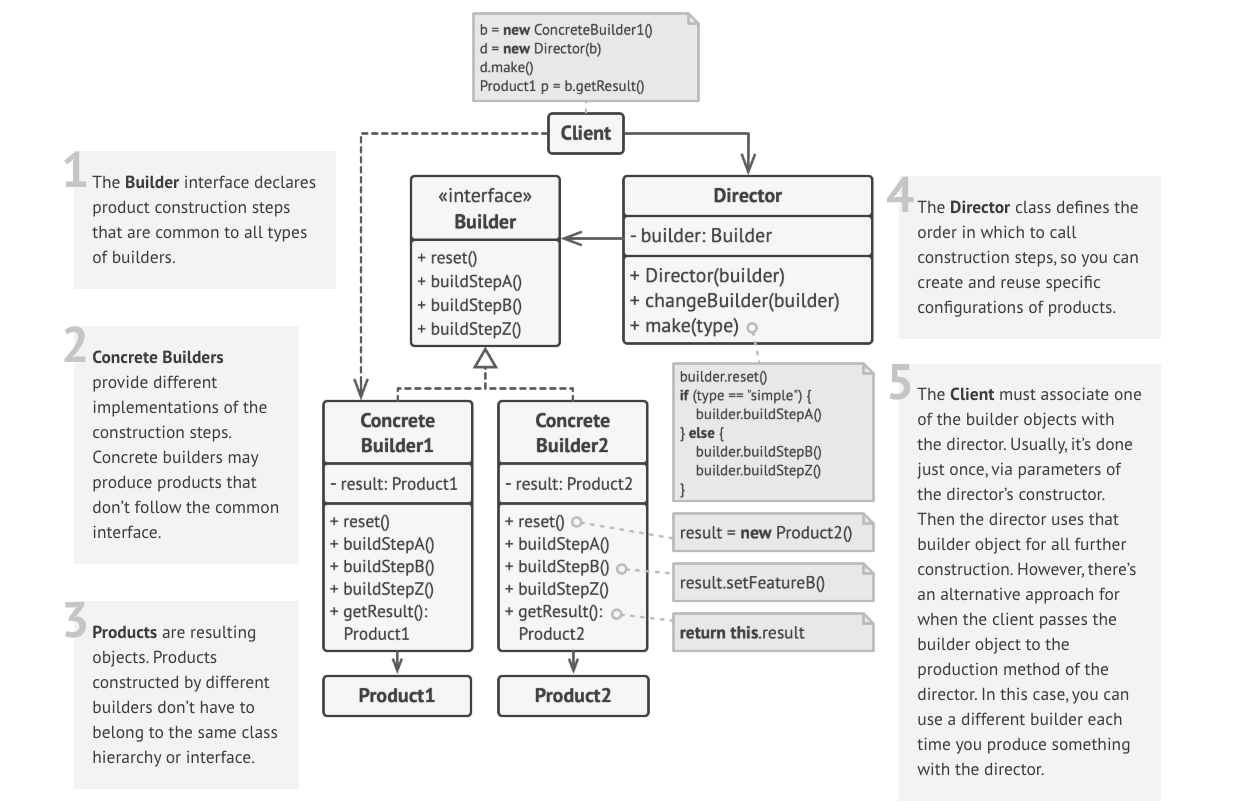 b = new ConcreteBuilder1()
d = new Director(b)
d.make()
Product1 p = b.getResult()
Client
1
The Builder interface declares
product construction steps
that are common to all types
of builders.
«interface»
Builder
+ reset()
+ buildStepA()
+ buildStepB()
+ buildStepZ()
Director
- builder: Builder
+ Director(builder)
+ changeBuilder(builder)
+ make(type)
4
The Director class defines the
order in which to call
construction steps, so you can
create and reuse specific
configurations of products.
2
Concrete Builders
provide different
implementations of the
construction steps.
Concrete builders may
produce products that
don’t follow the common
interface.
Concrete
Builder1
- result: Product1
+ reset()
+ buildStepA()
+ buildStepB()
+ buildStepZ()
+ getResult():
Product1
Concrete
Builder2
- result: Product2
+ reset()
+ buildStepA()
+ buildStepB()
+ buildStepZ()
+ getResult():
Product2
builder.reset()
if (type == "simple") {
builder.buildStepA()
} else {
builder.buildStepB()
builder.buildStepZ()
}
result = new Product2()
result.setFeatureB()
return this.result
5
The Client must associate one
of the builder objects with
the director. Usually, it’s done
just once, via parameters of
the director’s constructor.
Then the director uses that
builder object for all further
construction. However, there’s
an alternative approach for
when the client passes the
builder object to the
production method of the
director. In this case, you can
use a different builder each
time you produce something
with the director.
3
Products are resulting
objects. Products
constructed by different
builders don’t have to
belong to the same class
hierarchy or interface.
Product1
Product2